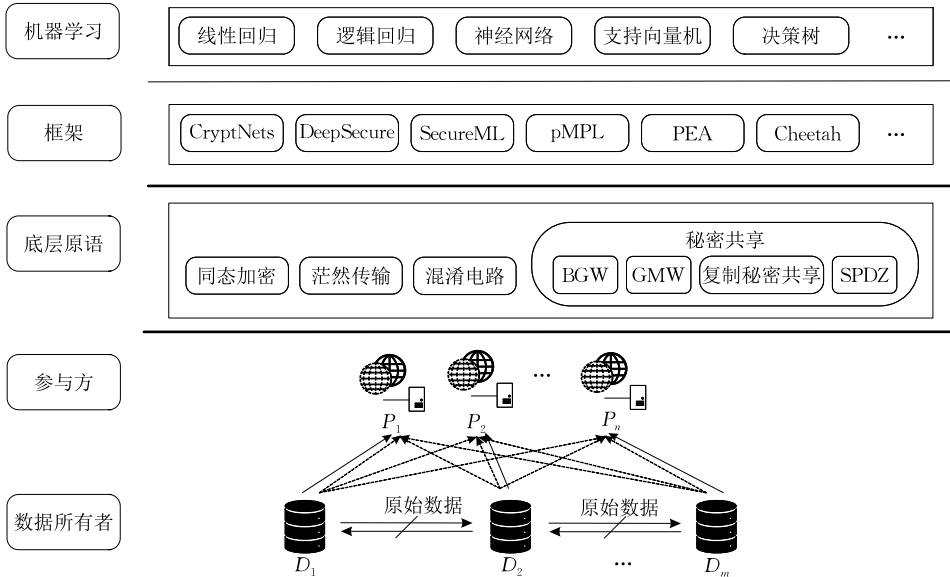 机器学习 线性回归 逻辑回归 神经网络 支持向量机 决策树 ···
框架 CryptNets DeepSecure SecureML pMPL PEA Cheetah ···
秘密共享
底层原语 同态加密 茫然传输 混淆电路 BGW GMW 复制秘密共享 SPDZ
参与方 ···
P1 P2 Pn
原始数据 原始数据
数据所有者
D1 D2 ··· Dm